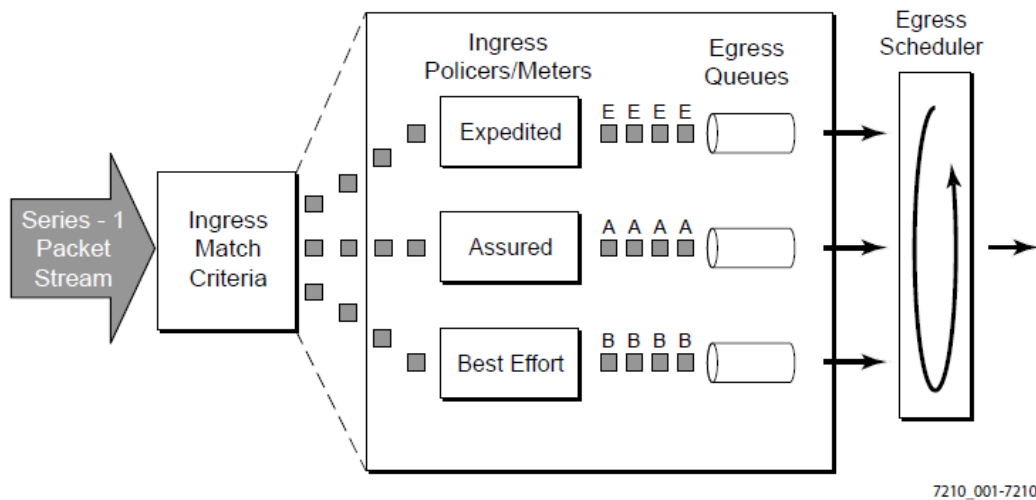 Series - 1
Packet
Stream
Ingress
Match
Criteria
Ingress
Policers/Meters
Egress
Queues
Egress
Scheduler
Expedited
E E E E
Assured
A A A A
Best Effort
B B B B
7210_001-7210